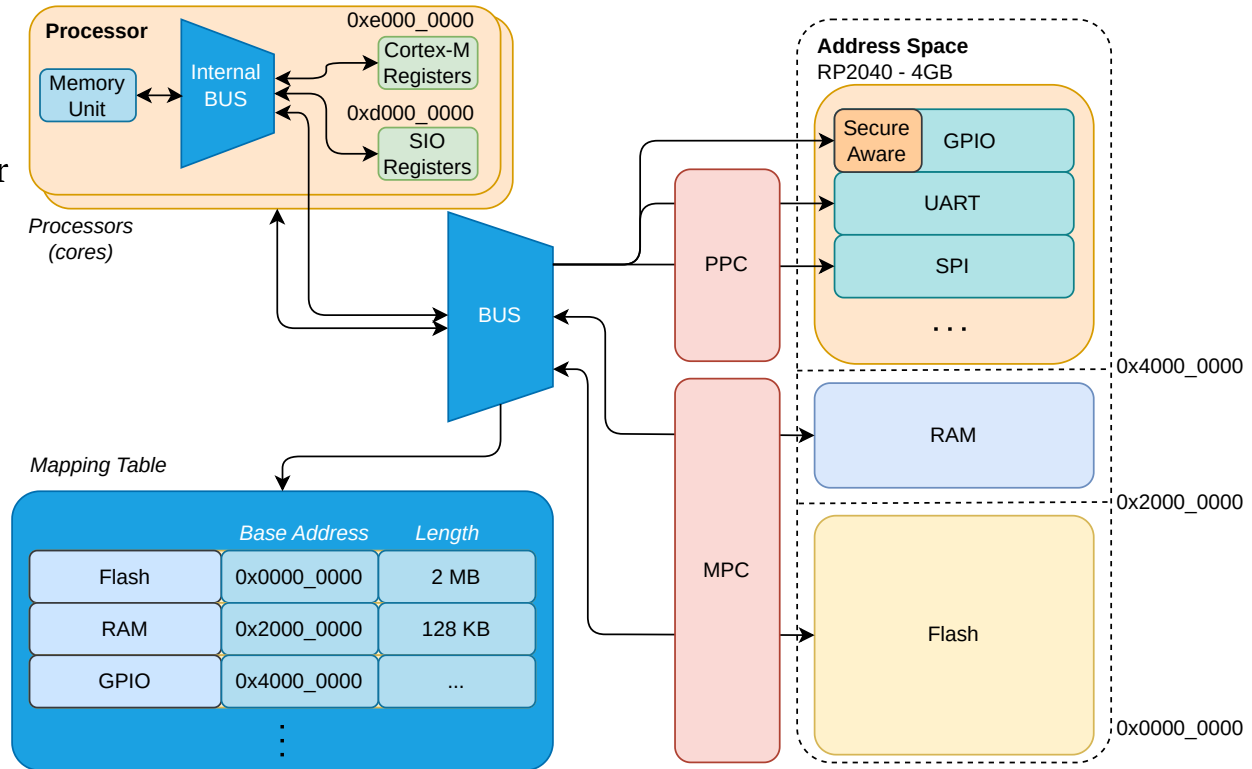 Processor
Memory
Unit
Internal
BUS
0xe000_0000
Cortex-M
Registers
0xd000_0000
SIO
Registers
r
Processors
(cores)
BUS
PPC
MPC
Address Space
RP2040 - 4GB
Secure
Aware
GPIO
UART
SPI
...
0x4000_0000
RAM
0x2000_0000
Flash
0x0000_0000
Mapping Table
Base Address Length
Flash 0x0000_0000 2 MB
RAM 0x2000_0000 128 KB
GPIO 0x4000_0000 ...
⋮